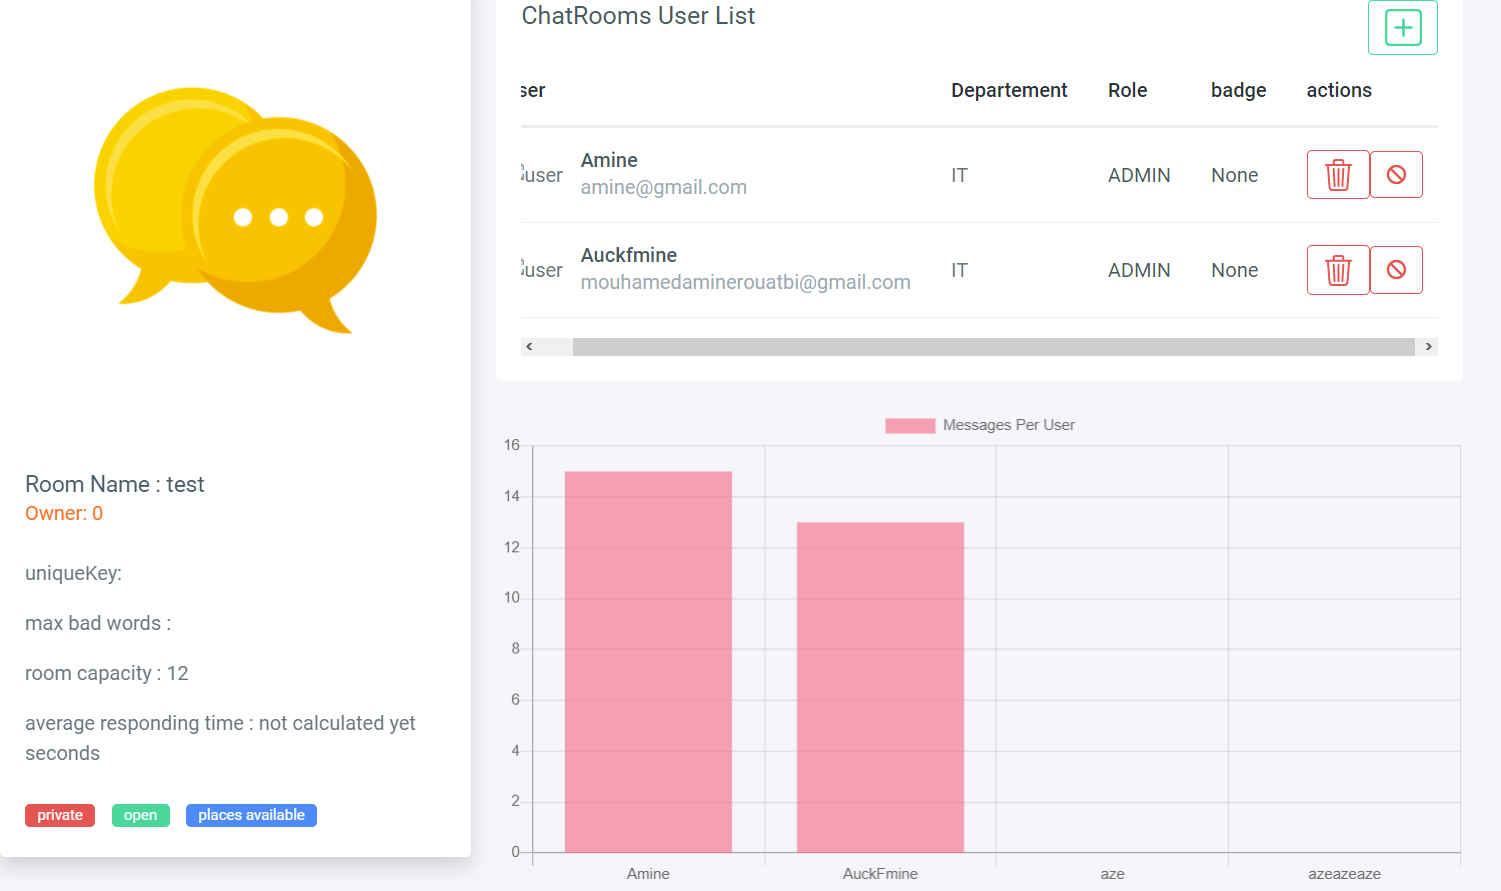 ChatRooms User List
ser Departement Role badge actions
user Amine IT ADMIN None
amine@gmail.com
user Auckfmine IT ADMIN None
mouhamedaminerouatbi@gmail.com
Room Name : test
Owner: 0
uniqueKey:
max bad words :
room capacity : 12
average responding time : not calculated yet
seconds
private open places available
Messages Per User
16
14
12
10
8
6
4
2
0
Amine AuckFmine aze azeazeaze